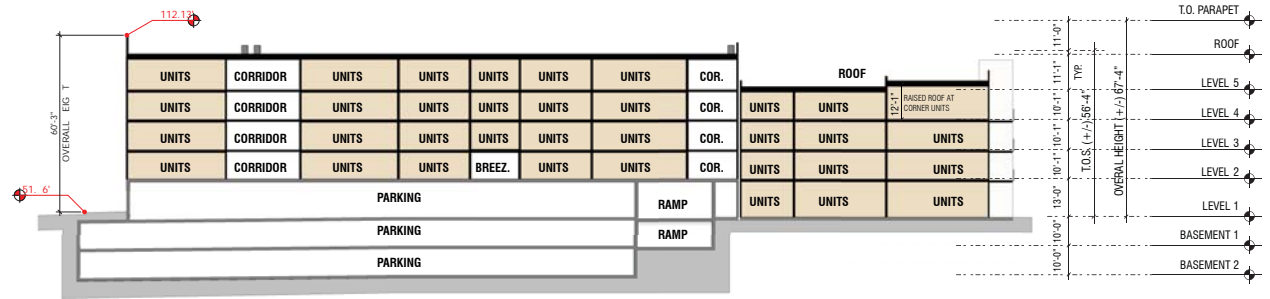 112.13'
T.O. PARAPET
11'-0"
ROOF
ROOF
UNITS CORRIDOR UNITS UNITS UNITS UNITS UNITS COR.
11'-1"
TYP.
LEVEL 5
60'-3"
OVERALL EIG T
UNITS CORRIDOR UNITS UNITS UNITS UNITS UNITS COR.
UNITS UNITS
12'-1"
RAISED ROOF AT
CORNER UNITS
10'-1"
T.O.S. (+/-) 56'-4"
OVERAL HEIGHT (+/-) 67'-4"
LEVEL 4
UNITS CORRIDOR UNITS UNITS UNITS UNITS UNITS COR.
UNITS UNITS UNITS
10'-1"
LEVEL 3
UNITS CORRIDOR UNITS UNITS BREEZ. UNITS UNITS COR.
UNITS UNITS UNITS
10'-1"
LEVEL 2
51. 6'
PARKING
RAMP
UNITS UNITS UNITS
13'-0"
LEVEL 1
PARKING
RAMP
10'-0"
BASEMENT 1
PARKING
10'-0"
BASEMENT 2